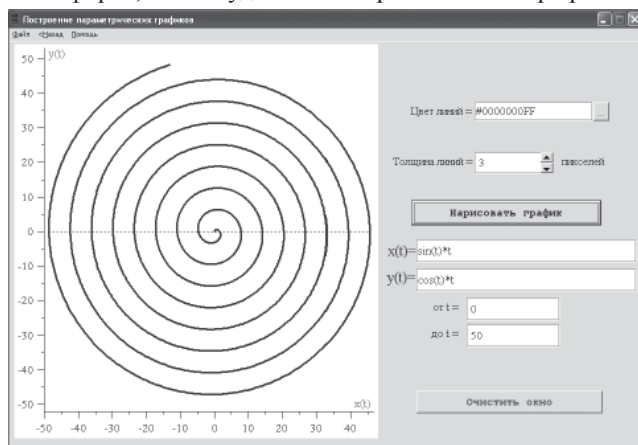 Построение параметрических графиков
Файл <Назад Помощь
y(t)
50
40
30
20
10
0
-10
-20
-30
-40
-50
x(t)
-50 -40 -30 -20 -10 0 10 20 30 40
Цвет линий = #0000000FF ...
Толщина линий = 3 пикселей
Нарисовать график
x(t)= sin(t)*t
y(t)= cos(t)*t
от t = 0
до t = 50
Очистить окно